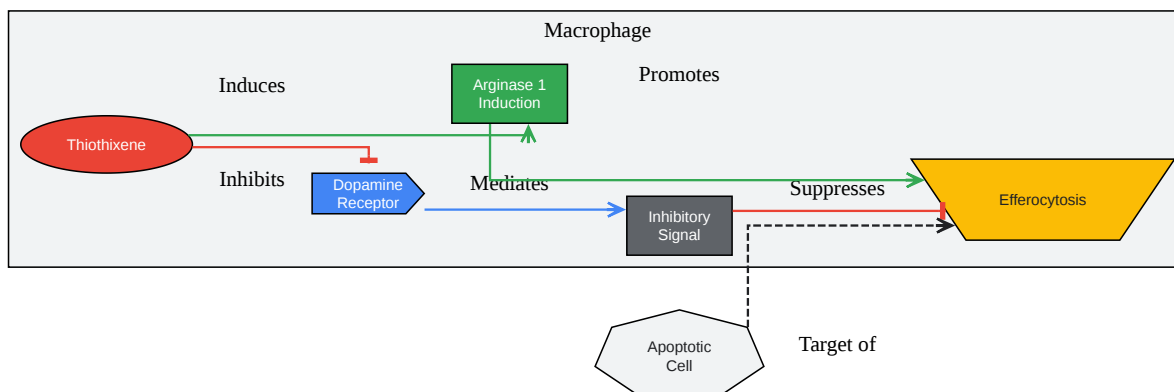 Macrophage
Promotes
Induces
Arginase 1
Induction
Thiothixene
Inhibits
Dopamine
Receptor
Mediates
Suppresses
Efferocytosis
Inhibitory
Signal
Apoptotic
Cell
Target of